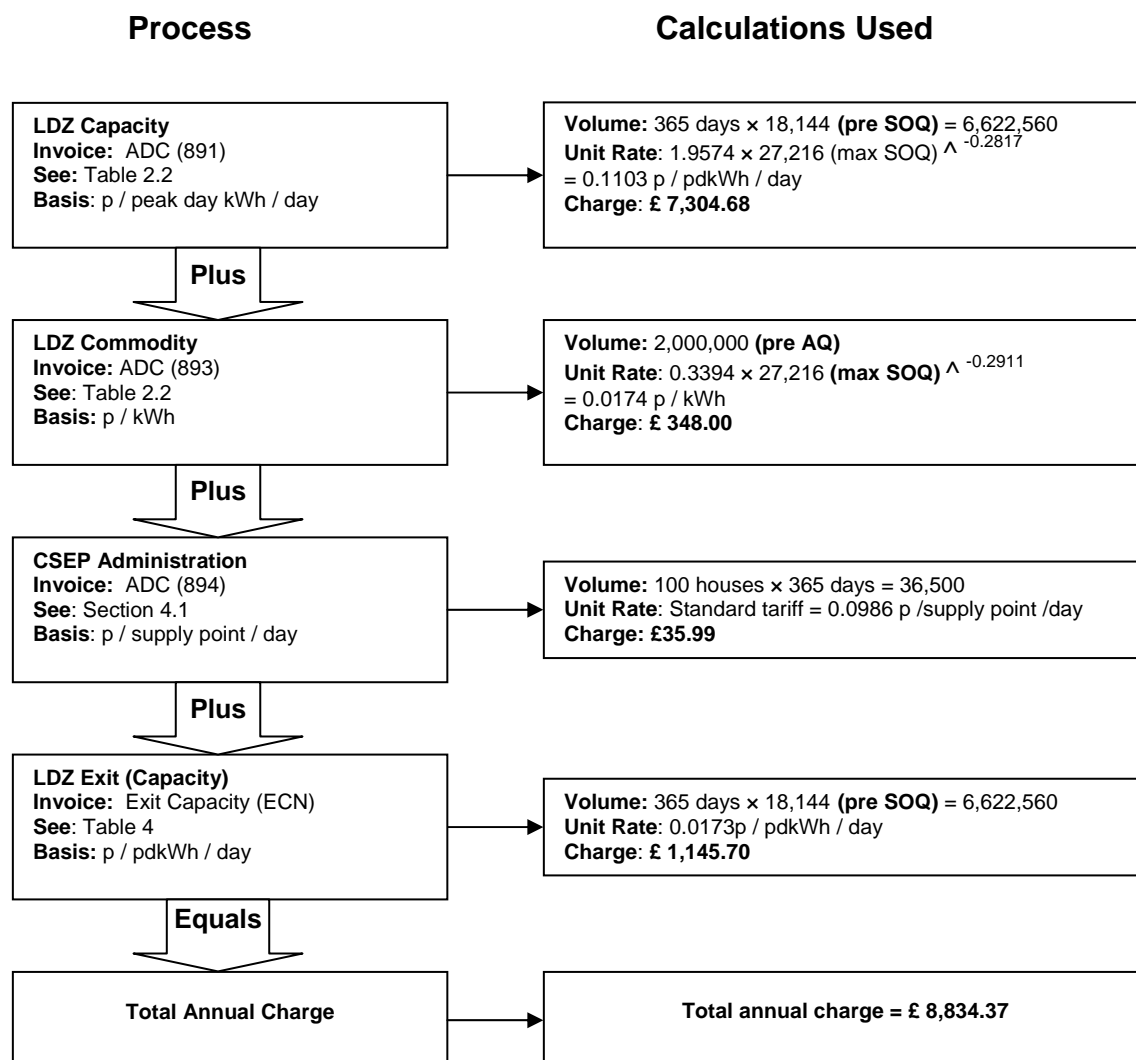 Process
Calculations Used
LDZ Capacity
Invoice: ADC (891)
See: Table 2.2
Basis: p / peak day kWh / day
Volume: 365 days × 18,144 (pre SOQ) = 6,622,560
Unit Rate: 1.9574 × 27,216 (max SOQ) ^ -0.2817
= 0.1103 p / pdkWh / day
Charge: £ 7,304.68
Plus
LDZ Commodity
Invoice: ADC (893)
See: Table 2.2
Basis: p / kWh
Volume: 2,000,000 (pre AQ)
Unit Rate: 0.3394 × 27,216 (max SOQ) ^ -0.2911
= 0.0174 p / kWh
Charge: £ 348.00
Plus
CSEP Administration
Invoice: ADC (894)
See: Section 4.1
Basis: p / supply point / day
Volume: 100 houses × 365 days = 36,500
Unit Rate: Standard tariff = 0.0986 p /supply point /day
Charge: £35.99
Plus
LDZ Exit (Capacity)
Invoice: Exit Capacity (ECN)
See: Table 4
Basis: p / pdkWh / day
Volume: 365 days × 18,144 (pre SOQ) = 6,622,560
Unit Rate: 0.0173p / pdkWh / day
Charge: £ 1,145.70
Equals
Total Annual Charge
Total annual charge = £ 8,834.37